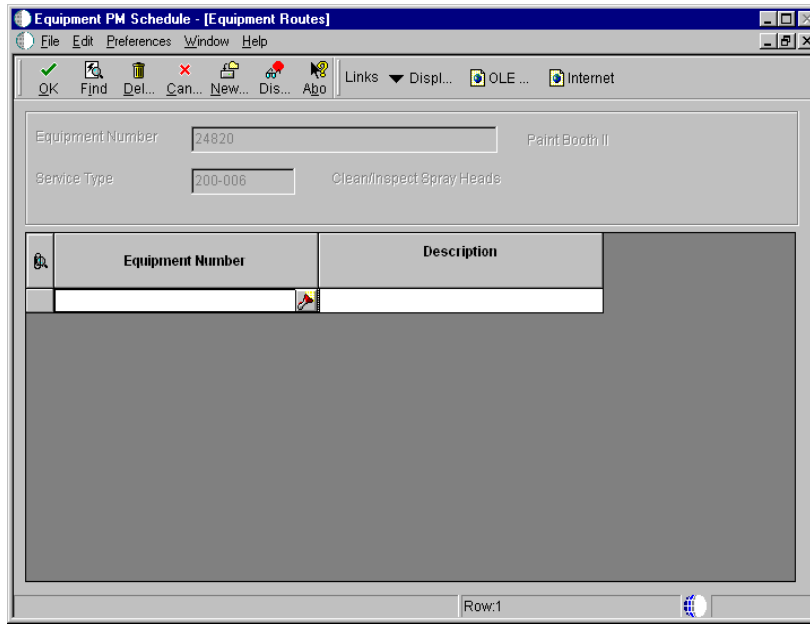 Equipment PM Schedule - [Equipment Routes]
File Edit Preferences Window Help
OK Find Del... Can... New... Dis... Abo Links Displ... OLE ... Internet
Equipment Number 24820 Paint Booth II
Service Type 200-006 Clean/Inspect Spray Heads
Equipment Number Description
Row:1